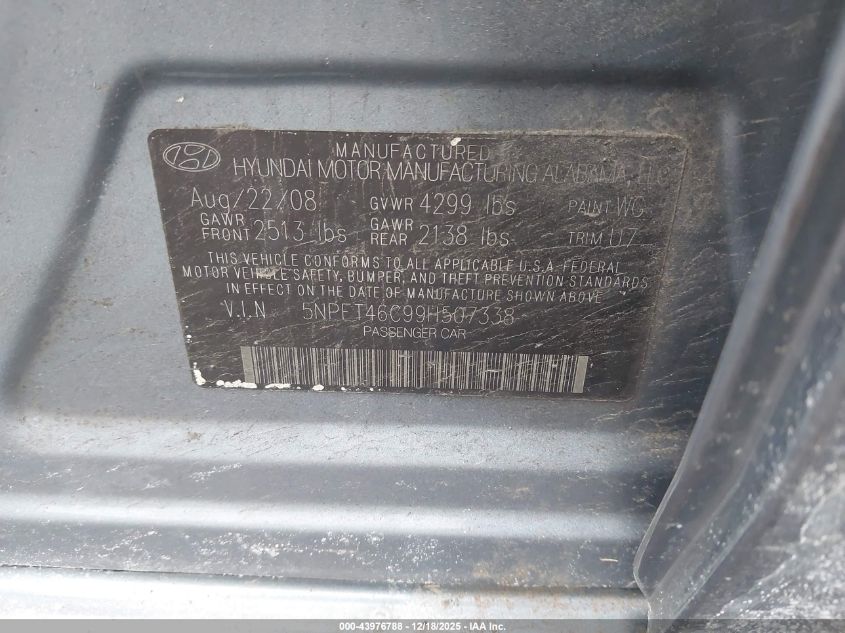 MANUFACTURED
HYUNDAI MOTOR MANUFACTURING ALABAMA, LLC
Aug/22/08 GVWR 4299 lbs PAINT WC
GAWR FRONT 2513 lbs GAWR REAR 2138 lbs TRIM U7
THIS VEHICLE CONFORMS TO ALL APPLICABLE U.S.A. FEDERAL
MOTOR VEHICLE SAFETY, BUMPER, AND THEFT PREVENTION STANDARDS
IN EFFECT ON THE DATE OF MANUFACTURE SHOWN ABOVE.
V.I.N 5NPET46C99H507338
PASSENGER CAR
000-43976788 - 12/18/2025 - IAA Inc.